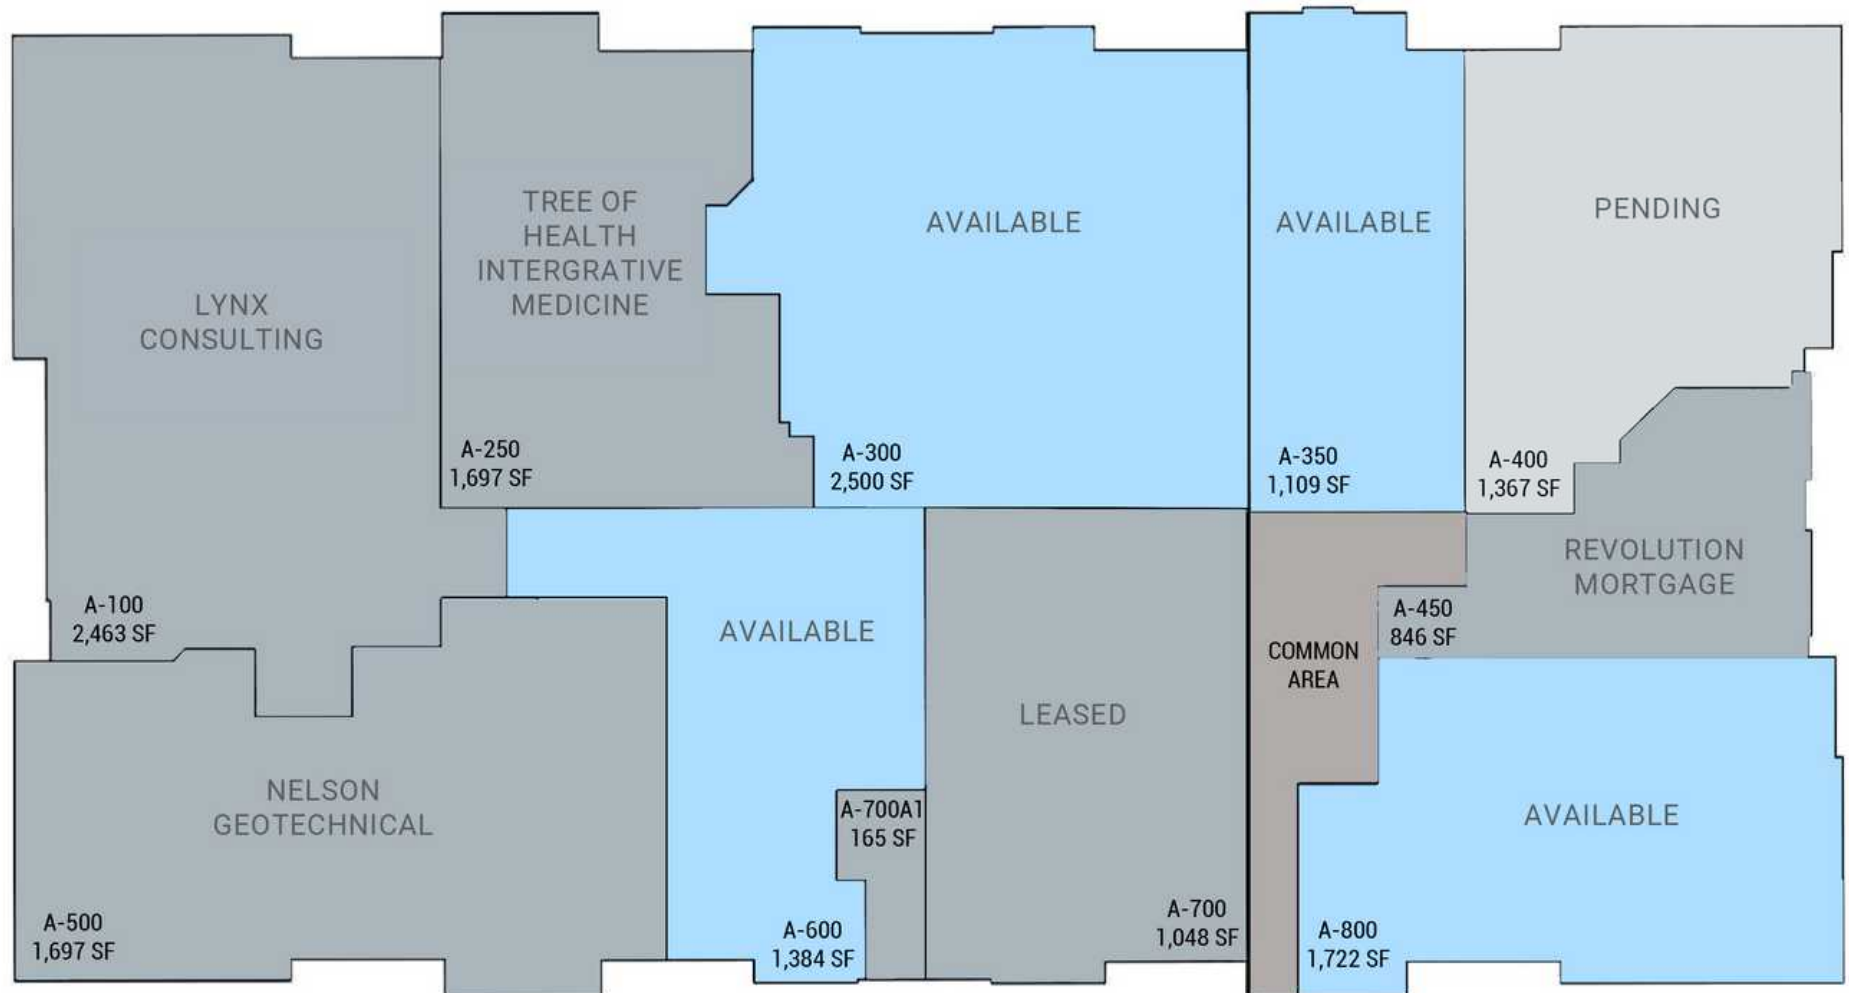 LYNX
CONSULTING
A-100
2,463 SF
TREE OF
HEALTH
INTERGRATIVE
MEDICINE
A-250
1,697 SF
AVAILABLE
A-300
2,500 SF
AVAILABLE
A-350
1,109 SF
PENDING
A-400
1,367 SF
REVOLUTION
MORTGAGE
A-450
846 SF
NELSON
GEOTECHNICAL
A-500
1,697 SF
AVAILABLE
A-600
1,384 SF
A-700A1
165 SF
LEASED
A-700
1,048 SF
COMMON
AREA
AVAILABLE
A-800
1,722 SF